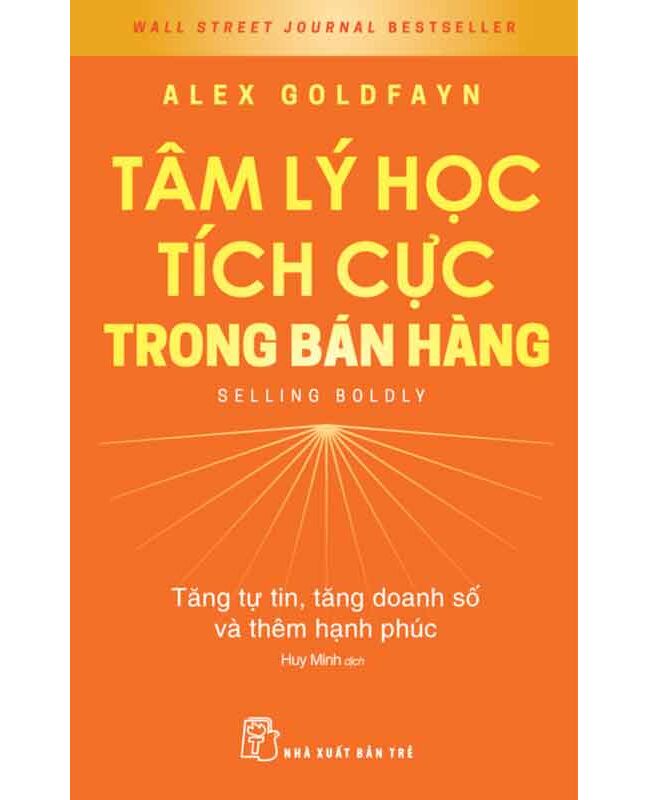 WALL STREET JOURNAL BESTSELLER
ALEX GOLDFAYN
TÂM LÝ HỌC
TÍCH CỰC
TRONG BÁN HÀNG
SELLING BOLDLY
Tăng tự tin, tăng doanh số
và thêm hạnh phúc
Huy Minh dịch
NHÀ XUẤT BẢN TRẺ